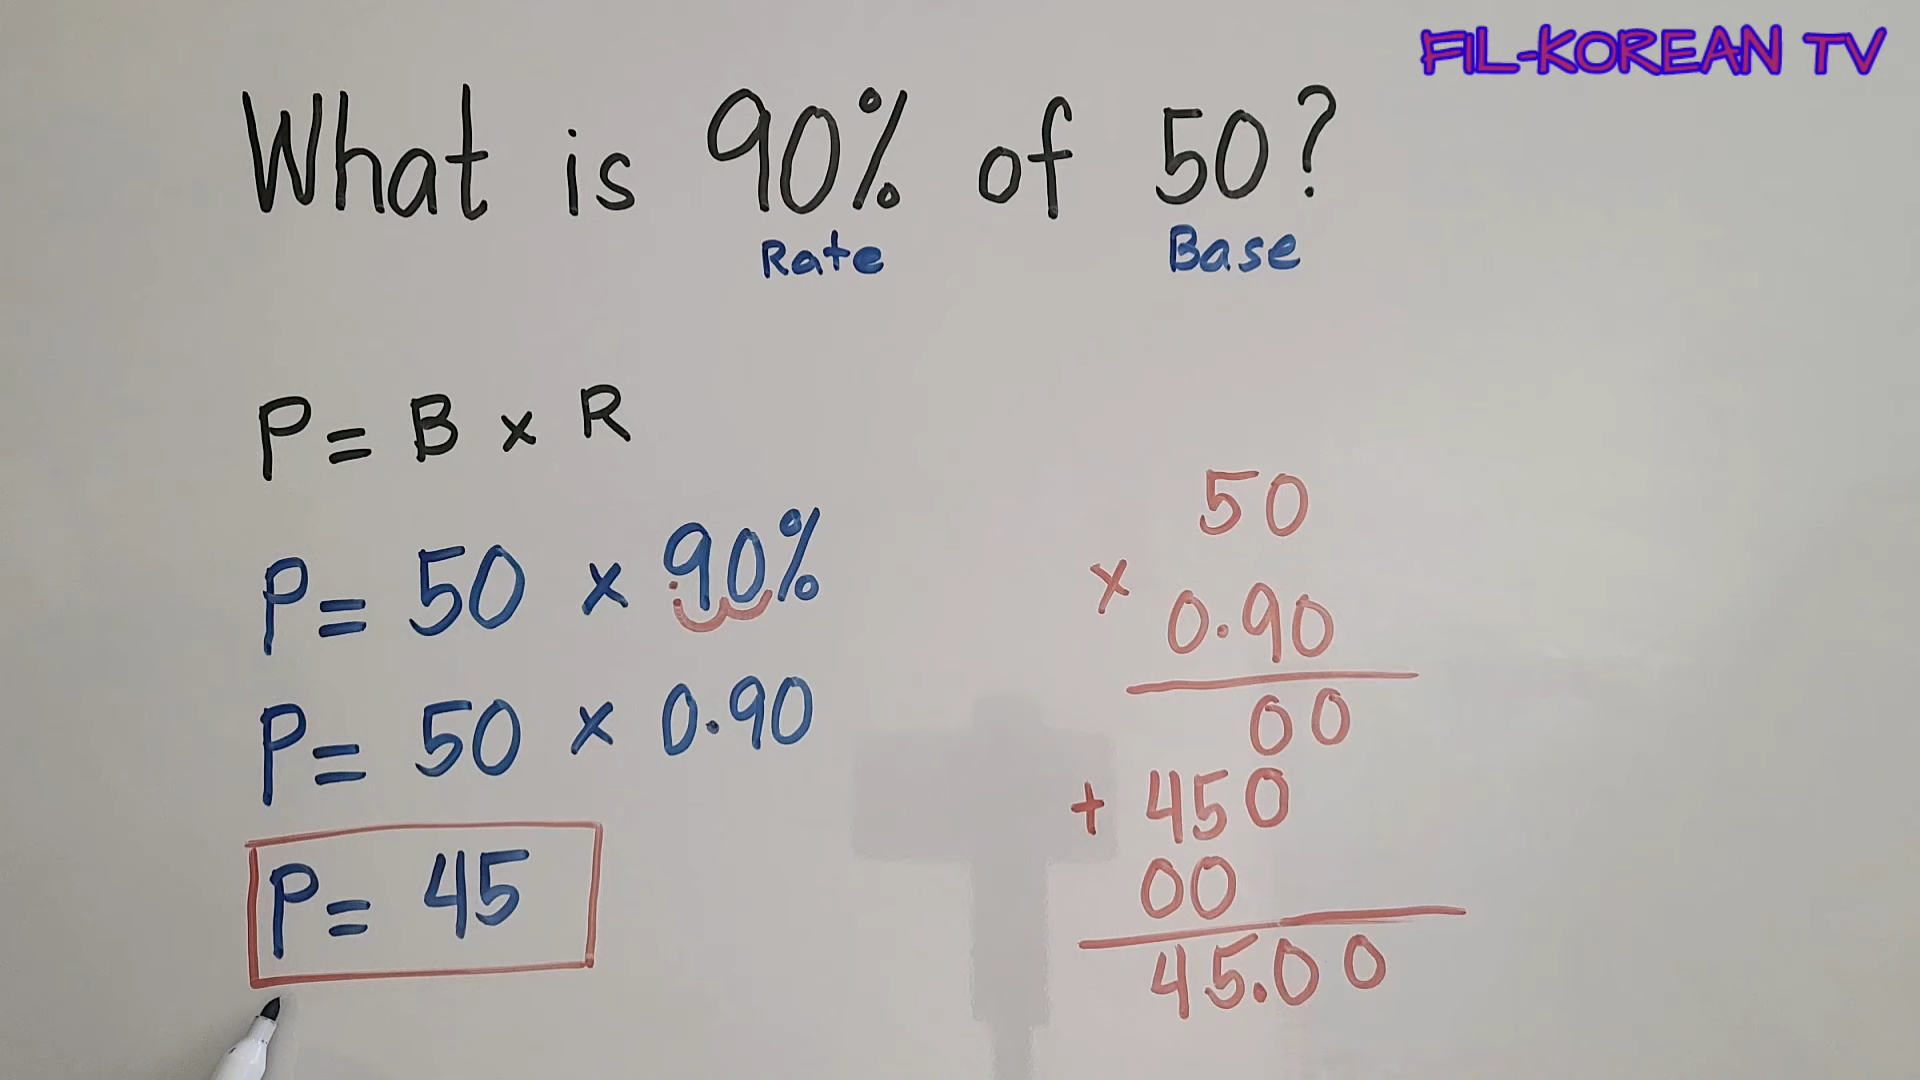 FIL-KOREAN TV
What is 90% of 50?
Rate Base
P = B × R
P = 50 × 90%
P = 50 × 0.90
P = 45
50
× 0.90
00
+ 450
00
45.00